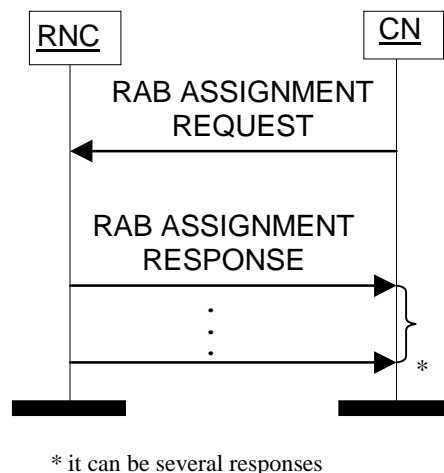 RNC
CN
RAB ASSIGNMENT
REQUEST
RAB ASSIGNMENT
RESPONSE
*
* it can be several responses